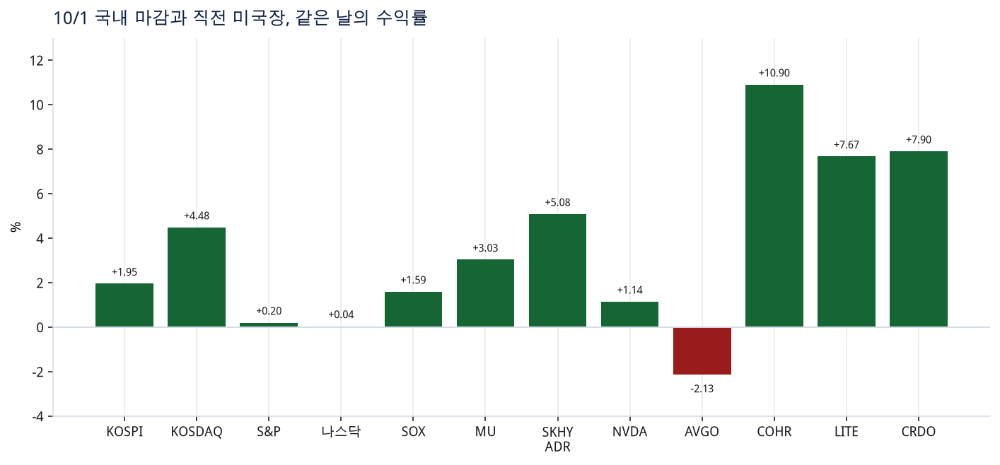 10/1 국내 마감과 직전 미국장, 같은 날의 수익률
%
12
10
8
6
4
2
0
-2
-4
+1.95
+4.48
+0.20
+0.04
+1.59
+3.03
+5.08
+1.14
-2.13
+10.90
+7.67
+7.90
KOSPI
KOSDAQ
S&P
나스닥
SOX
MU
SKHY
ADR
NVDA
AVGO
COHR
LITE
CRDO